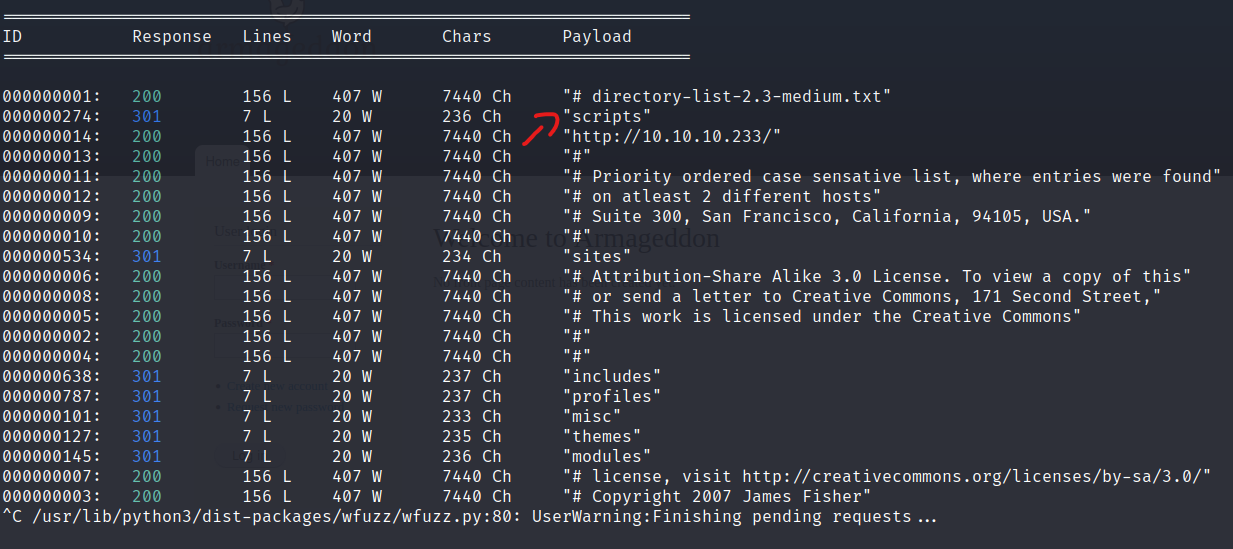 ID Response Lines Word Chars Payload
000000001: 200 156 L 407 W 7440 Ch "# directory-list-2.3-medium.txt"
000000274: 301 7 L 20 W 236 Ch "scripts"
000000014: 200 156 L 407 W 7440 Ch "http://10.10.10.233/"
000000013: 200 156 L 407 W 7440 Ch "#"
000000011: 200 156 L 407 W 7440 Ch "# Priority ordered case sensative list, where entries were found"
000000012: 200 156 L 407 W 7440 Ch "# on atleast 2 different hosts"
000000009: 200 156 L 407 W 7440 Ch "# Suite 300, San Francisco, California, 94105, USA."
000000010: 200 156 L 407 W 7440 Ch "#"
000000534: 301 7 L 20 W 234 Ch "sites"
000000006: 200 156 L 407 W 7440 Ch "# Attribution-Share Alike 3.0 License. To view a copy of this"
000000008: 200 156 L 407 W 7440 Ch "# or send a letter to Creative Commons, 171 Second Street,"
000000005: 200 156 L 407 W 7440 Ch "# This work is licensed under the Creative Commons"
000000002: 200 156 L 407 W 7440 Ch "#"
000000004: 200 156 L 407 W 7440 Ch "#"
000000638: 301 7 L 20 W 237 Ch "includes"
000000787: 301 7 L 20 W 237 Ch "profiles"
000000101: 301 7 L 20 W 233 Ch "misc"
000000127: 301 7 L 20 W 235 Ch "themes"
000000145: 301 7 L 20 W 236 Ch "modules"
000000007: 200 156 L 407 W 7440 Ch "# license, visit http://creativecommons.org/licenses/by-sa/3.0/"
000000003: 200 156 L 407 W 7440 Ch "# Copyright 2007 James Fisher"
^C /usr/lib/python3/dist-packages/wfuzz/wfuzz.py:80: UserWarning:Finishing pending requests...
Home
Welcome to Armageddon